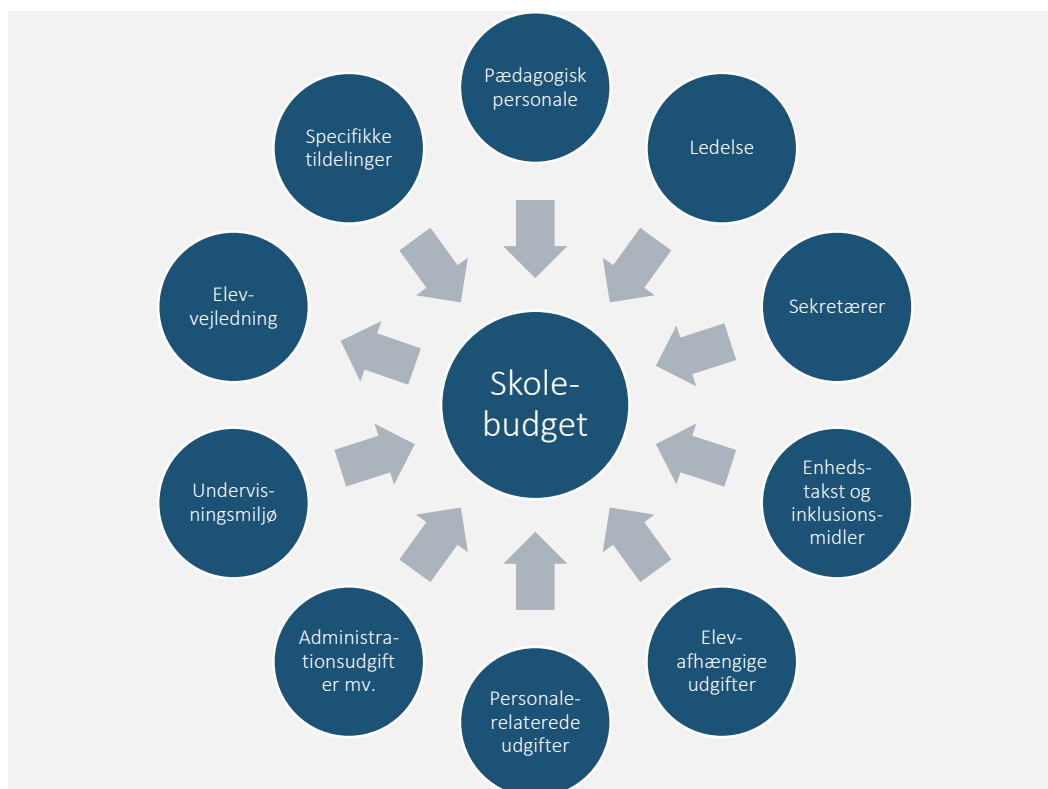 Pædagogisk
personale
Ledelse
Sekretærer
Enheds-
takst og
inklusions-
midler
Elev-
afhængige
udgifter
Personale-
relaterede
udgifter
Administra-
tionsudgift
er mv.
Undervis-
ningsmiljø
Elev-
vejledning
Specifikke
tildelinger
Skole-
budget